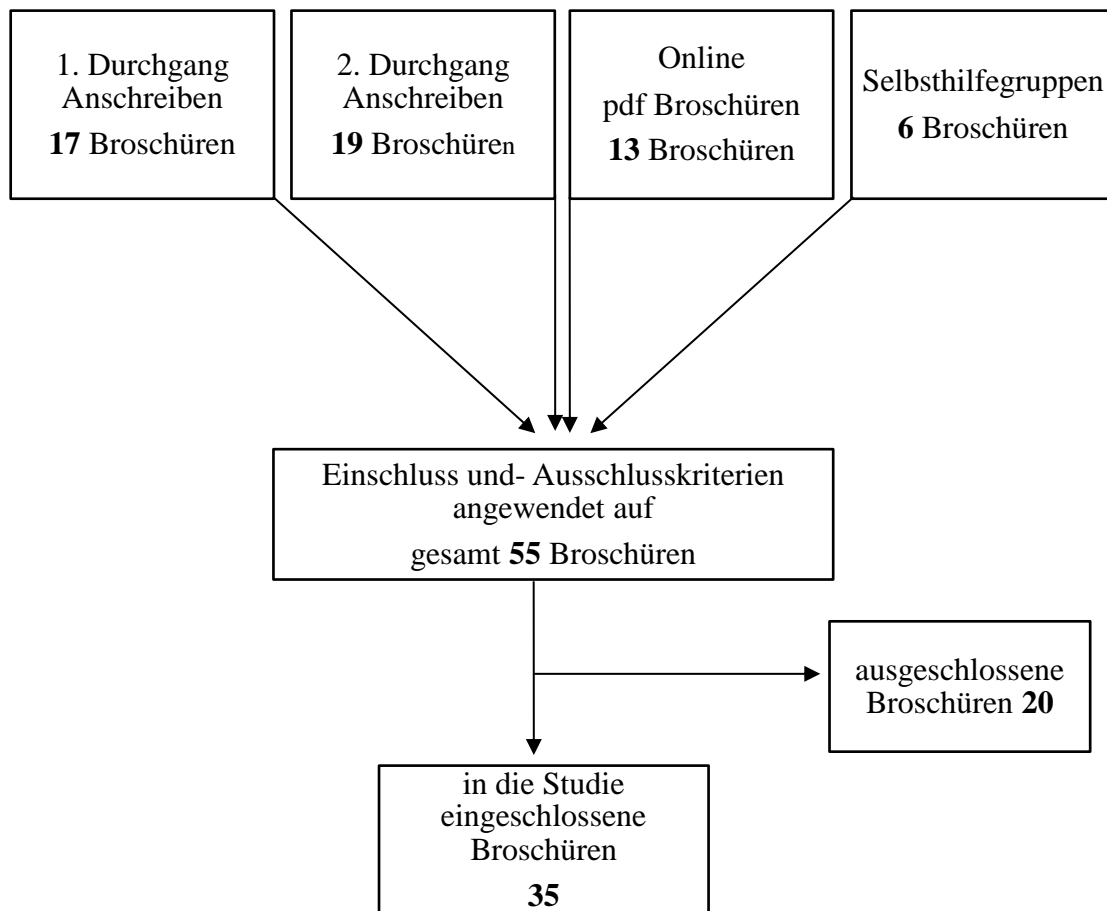 1. Durchgang
Anschreiben
17 Broschüren
2. Durchgang
Anschreiben
19 Broschüren
Online
pdf Broschüren
13 Broschüren
Selbsthilfegruppen
6 Broschüren
Einschluss und- Ausschlusskriterien
angewendet auf
gesamt 55 Broschüren
ausgeschlossene
Broschüren 20
in die Studie
eingeschlossene
Broschüren
35